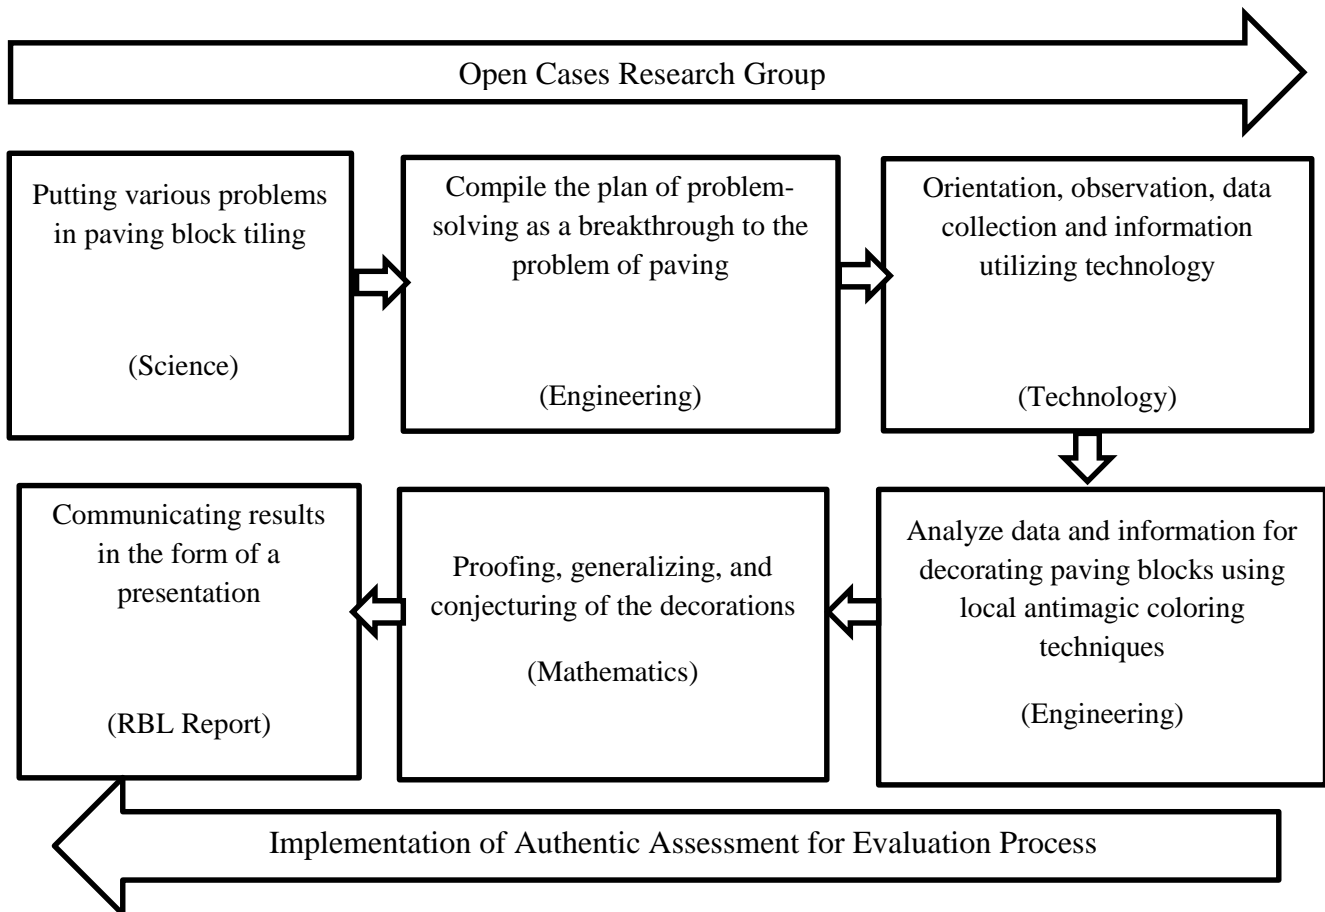 Open Cases Research Group
Putting various problems
in paving block tiling
(Science)
Compile the plan of problem-
solving as a breakthrough to the
problem of paving
(Engineering)
Orientation, observation, data
collection and information
utilizing technology
(Technology)
Analyze data and information for
decorating paving blocks using
local antimagic coloring
techniques
(Engineering)
Proofing, generalizing, and
conjecturing of the decorations
(Mathematics)
Communicating results
in the form of a
presentation
(RBL Report)
Implementation of Authentic Assessment for Evaluation Process